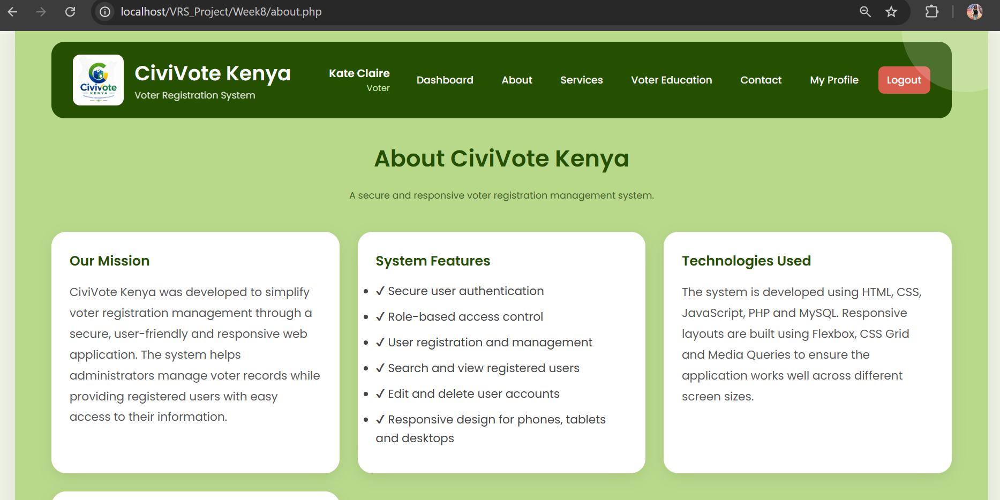 localhost/VRS_Project/Week8/about.php
Civivote
KENYA
CiviVote Kenya
Voter Registration System
Kate Claire
Voter
Dashboard
About
Services
Voter Education
Contact
My Profile
Logout
About CiviVote Kenya
A secure and responsive voter registration management system.
Our Mission
CiviVote Kenya was developed to simplify
voter registration management through a
secure, user-friendly and responsive web
application. The system helps
administrators manage voter records while
providing registered users with easy
access to their information.
System Features
• ✓ Secure user authentication
• ✓ Role-based access control
• ✓ User registration and management
• ✓ Search and view registered users
• ✓ Edit and delete user accounts
• ✓ Responsive design for phones, tablets
and desktops
Technologies Used
The system is developed using HTML, CSS,
JavaScript, PHP and MySQL. Responsive
layouts are built using Flexbox, CSS Grid
and Media Queries to ensure the
application works well across different
screen sizes.